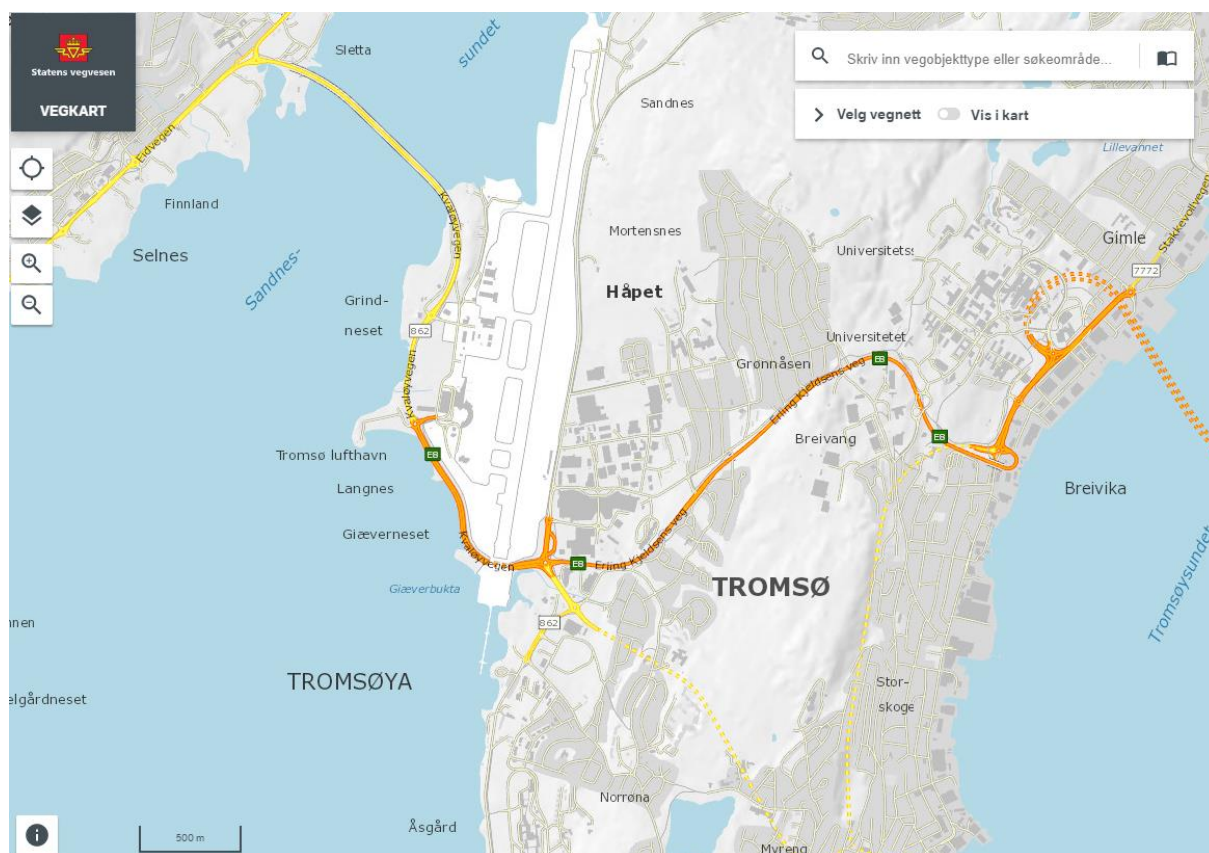 Statens vegvesen
VEGKART
Skriv inn vegobjekttype eller søkeområde...
Velg vegnett
Vis i kart
Sletta
sundet
Sandnes
Lillevannet
Eidvegen
Kvaløyvegen
Finnland
Selnes
Sandnes-
Mortensnes
Universitets
Gimle
Stakkevollvegen
7772
Håpet
Grind-
neset
862
Universitetet
E8
Grønnåsen
Erling Kjeldsens veg
Kvaløyvegen
Breivang
E8
Tromsø lufthavn
E8
Langnes
Breivika
Giæverneset
Kvaløyvegen
E8
Erling Kjeldsens veg
Giæverbukta
TROMSØ
Tromsøysundet
862
nnen
TROMSØYA
elgårdneset
Stor-
skoge
Norrøna
Åsgård
500 m
Myreng